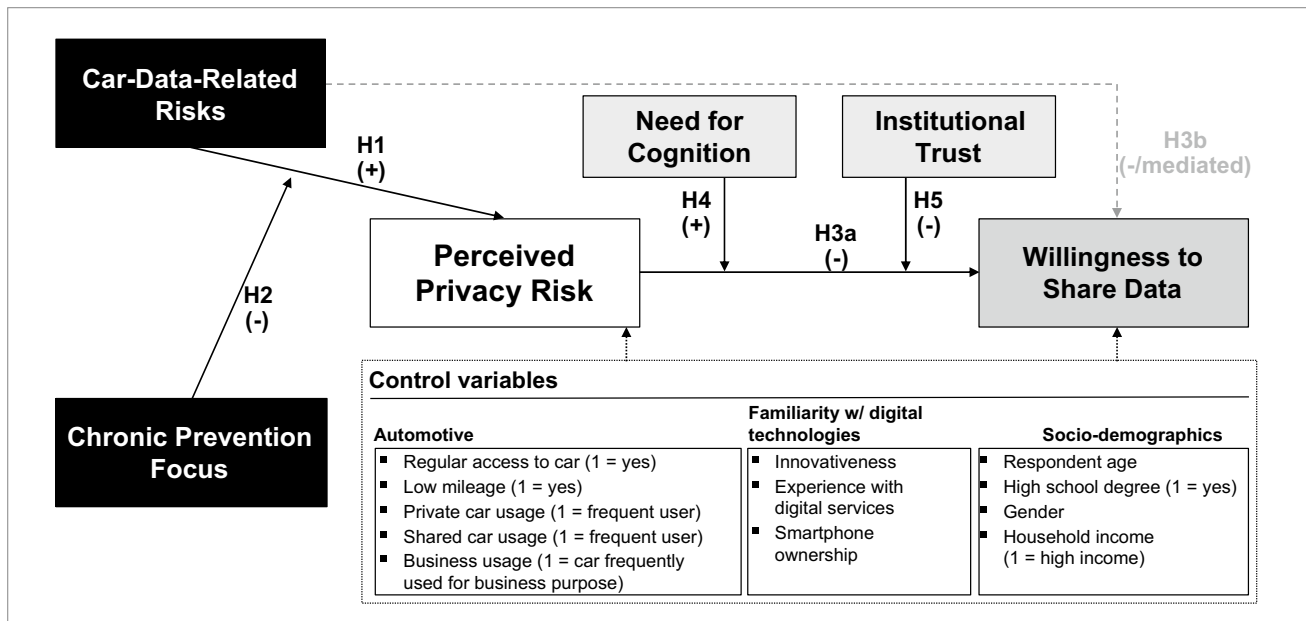 Car-Data-Related
Risks
H1
(+)
Need for
Cognition
Institutional
Trust
H3b
(-/mediated)
H4
(+)
H5
(-)
H3a
(-)
Perceived
Privacy Risk
Willingness to
Share Data
H2
(-)
Chronic Prevention
Focus
Control variables
Automotive
▪ Regular access to car (1 = yes)
▪ Low mileage (1 = yes)
▪ Private car usage (1 = frequent user)
▪ Shared car usage (1 = frequent user)
▪ Business usage (1 = car frequently
used for business purpose)
Familiarity w/ digital
technologies
▪ Innovativeness
▪ Experience with
digital services
▪ Smartphone
ownership
Socio-demographics
▪ Respondent age
▪ High school degree (1 = yes)
▪ Gender
▪ Household income
(1 = high income)